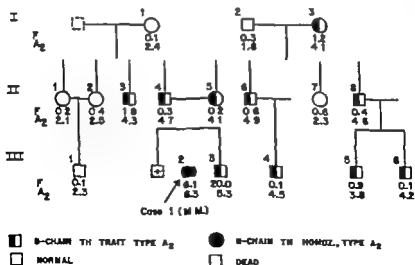 I
1 2 3
F 0.1 0.3 1.2
A2 2.4 1.8 4.1
II
1 2 3 4 5 6 7 8
F 0.2 0.4 1.8 0.3 0.2 0.6 0.6 0.4
A2 2.1 2.5 4.3 4.7 4.1 4.9 2.3 4.6
III
1 2 3 4 5 6
F 0.1 6.1 20.0 0.1 0.9 0.1
A2 2.3 6.3 5.3 4.5 3.8 4.2
Case 1 (M.M.)
B-CHAIN TH TRAIT TYPE A2
B-CHAIN TH HOMOZ., TYPE A2
NORMAL
DEAD